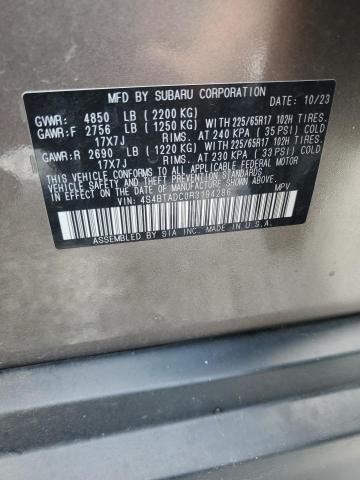 MFD BY SUBARU CORPORATION DATE: 10/23
GVWR: 4850 LB (2200 KG)
GAWR:F 2756 LB (1250 KG) WITH 225/65R17 102H TIRES.
17X7J RIMS. AT 240 KPA (35 PSI) COLD
GAWR:R 2690 LB (1220 KG) WITH 225/65R17 102H TIRES.
17X7J RIMS. AT 230 KPA (33 PSI) COLD
THIS VEHICLE CONFORMS TO ALL APPLICABLE FEDERAL MOTOR
VEHICLE SAFETY AND THEFT PREVENTION STANDARDS
IN EFFECT ON THE DATE OF MANUFACTURE SHOWN ABOVE.
VIN: 4S4BTADC0R3194286 MPV
ASSEMBLED BY SIA INC. MADE IN U.S.A.